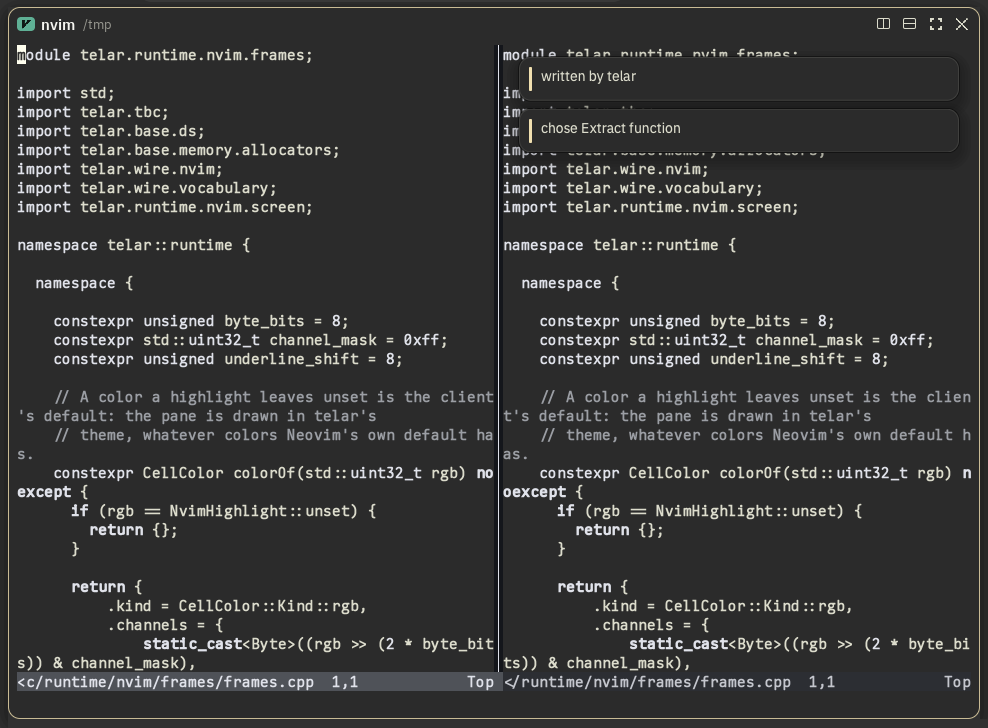 nvim /tmp
module telar.runtime.nvim.frames;
import std;
import telar.tbc;
import telar.base.ds;
import telar.base.memory.allocators;
import telar.wire.nvim;
import telar.wire.vocabulary;
import telar.runtime.nvim.screen;
namespace telar::runtime {
namespace {
constexpr unsigned byte_bits = 8;
constexpr std::uint32_t channel_mask = 0xff;
constexpr unsigned underline_shift = 8;
// A color a highlight leaves unset is the client
's default: the pane is drawn in telar's
// theme, whatever colors Neovim's own default ha
s.
constexpr CellColor colorOf(std::uint32_t rgb) no
except {
if (rgb == NvimHighlight::unset) {
return {};
}
return {
.kind = CellColor::Kind::rgb,
.channels = {
static_cast<Byte>((rgb >> (2 * byte_bit
s)) & channel_mask),
<c/runtime/nvim/frames/frames.cpp 1,1 Top
module telar.runtime.nvim.frames;
written by telar
chose Extract function
import telar.base.memory.allocators;
import telar.wire.nvim;
import telar.wire.vocabulary;
import telar.runtime.nvim.screen;
namespace telar::runtime {
namespace {
constexpr unsigned byte_bits = 8;
constexpr std::uint32_t channel_mask = 0xff;
constexpr unsigned underline_shift = 8;
// A color a highlight leaves unset is the clien
t's default: the pane is drawn in telar's
// theme, whatever colors Neovim's own default h
as.
constexpr CellColor colorOf(std::uint32_t rgb) n
oexcept {
if (rgb == NvimHighlight::unset) {
return {};
}
return {
.kind = CellColor::Kind::rgb,
.channels = {
static_cast<Byte>((rgb >> (2 * byte_bi
ts)) & channel_mask),
</runtime/nvim/frames/frames.cpp 1,1 Top